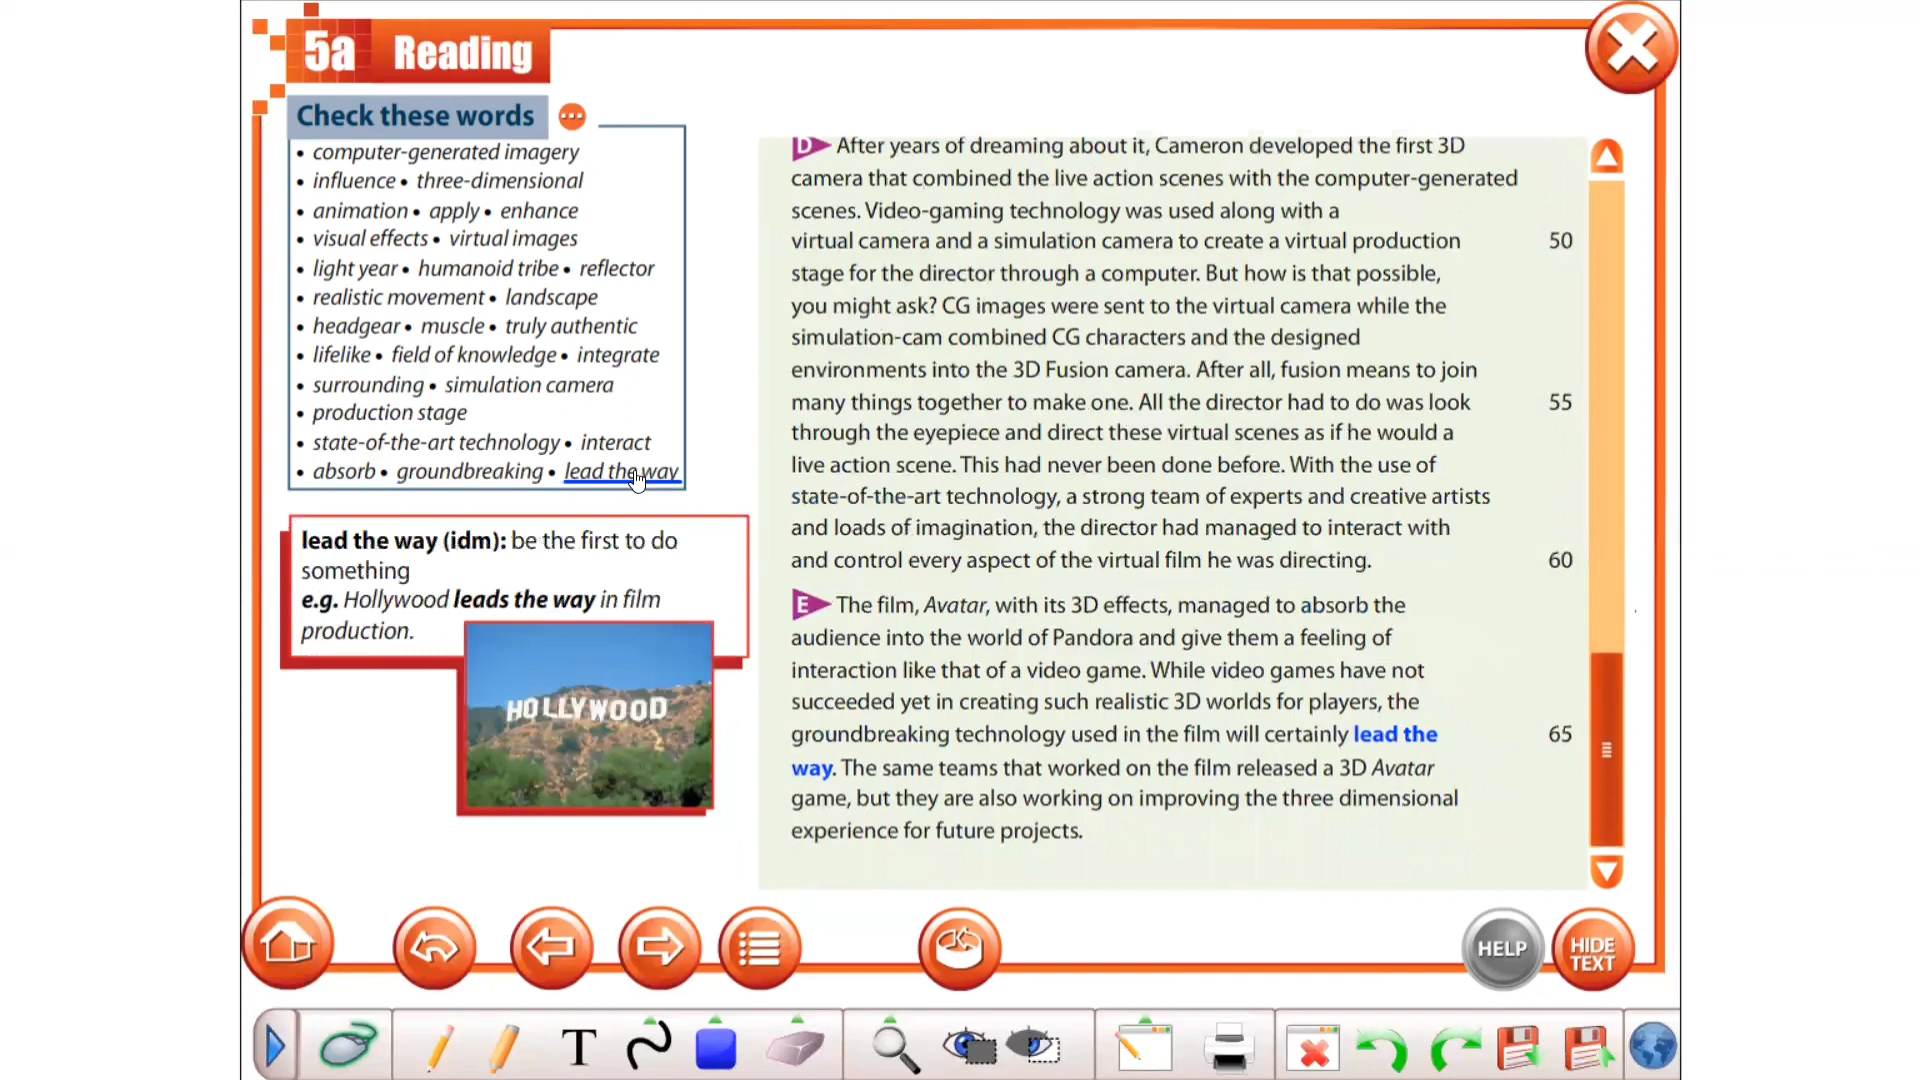 5a Reading
Check these words
• computer-generated imagery
• influence • three-dimensional
• animation • apply • enhance
• visual effects • virtual images
• light year • humanoid tribe • reflector
• realistic movement • landscape
• headgear • muscle • truly authentic
• lifelike • field of knowledge • integrate
• surrounding • simulation camera
• production stage
• state-of-the-art technology • interact
• absorb • groundbreaking • lead the way
lead the way (idm): be the first to do
something
e.g. Hollywood leads the way in film
production.
HOLLYWOOD
D After years of dreaming about it, Cameron developed the first 3D
camera that combined the live action scenes with the computer-generated
scenes. Video-gaming technology was used along with a
virtual camera and a simulation camera to create a virtual production 50
stage for the director through a computer. But how is that possible,
you might ask? CG images were sent to the virtual camera while the
simulation-cam combined CG characters and the designed
environments into the 3D Fusion camera. After all, fusion means to join
many things together to make one. All the director had to do was look 55
through the eyepiece and direct these virtual scenes as if he would a
live action scene. This had never been done before. With the use of
state-of-the-art technology, a strong team of experts and creative artists
and loads of imagination, the director had managed to interact with
and control every aspect of the virtual film he was directing. 60
E The film, Avatar, with its 3D effects, managed to absorb the
audience into the world of Pandora and give them a feeling of
interaction like that of a video game. While video games have not
succeeded yet in creating such realistic 3D worlds for players, the
groundbreaking technology used in the film will certainly lead the 65
way. The same teams that worked on the film released a 3D Avatar
game, but they are also working on improving the three dimensional
experience for future projects.
HELP
HIDE
TEXT
T